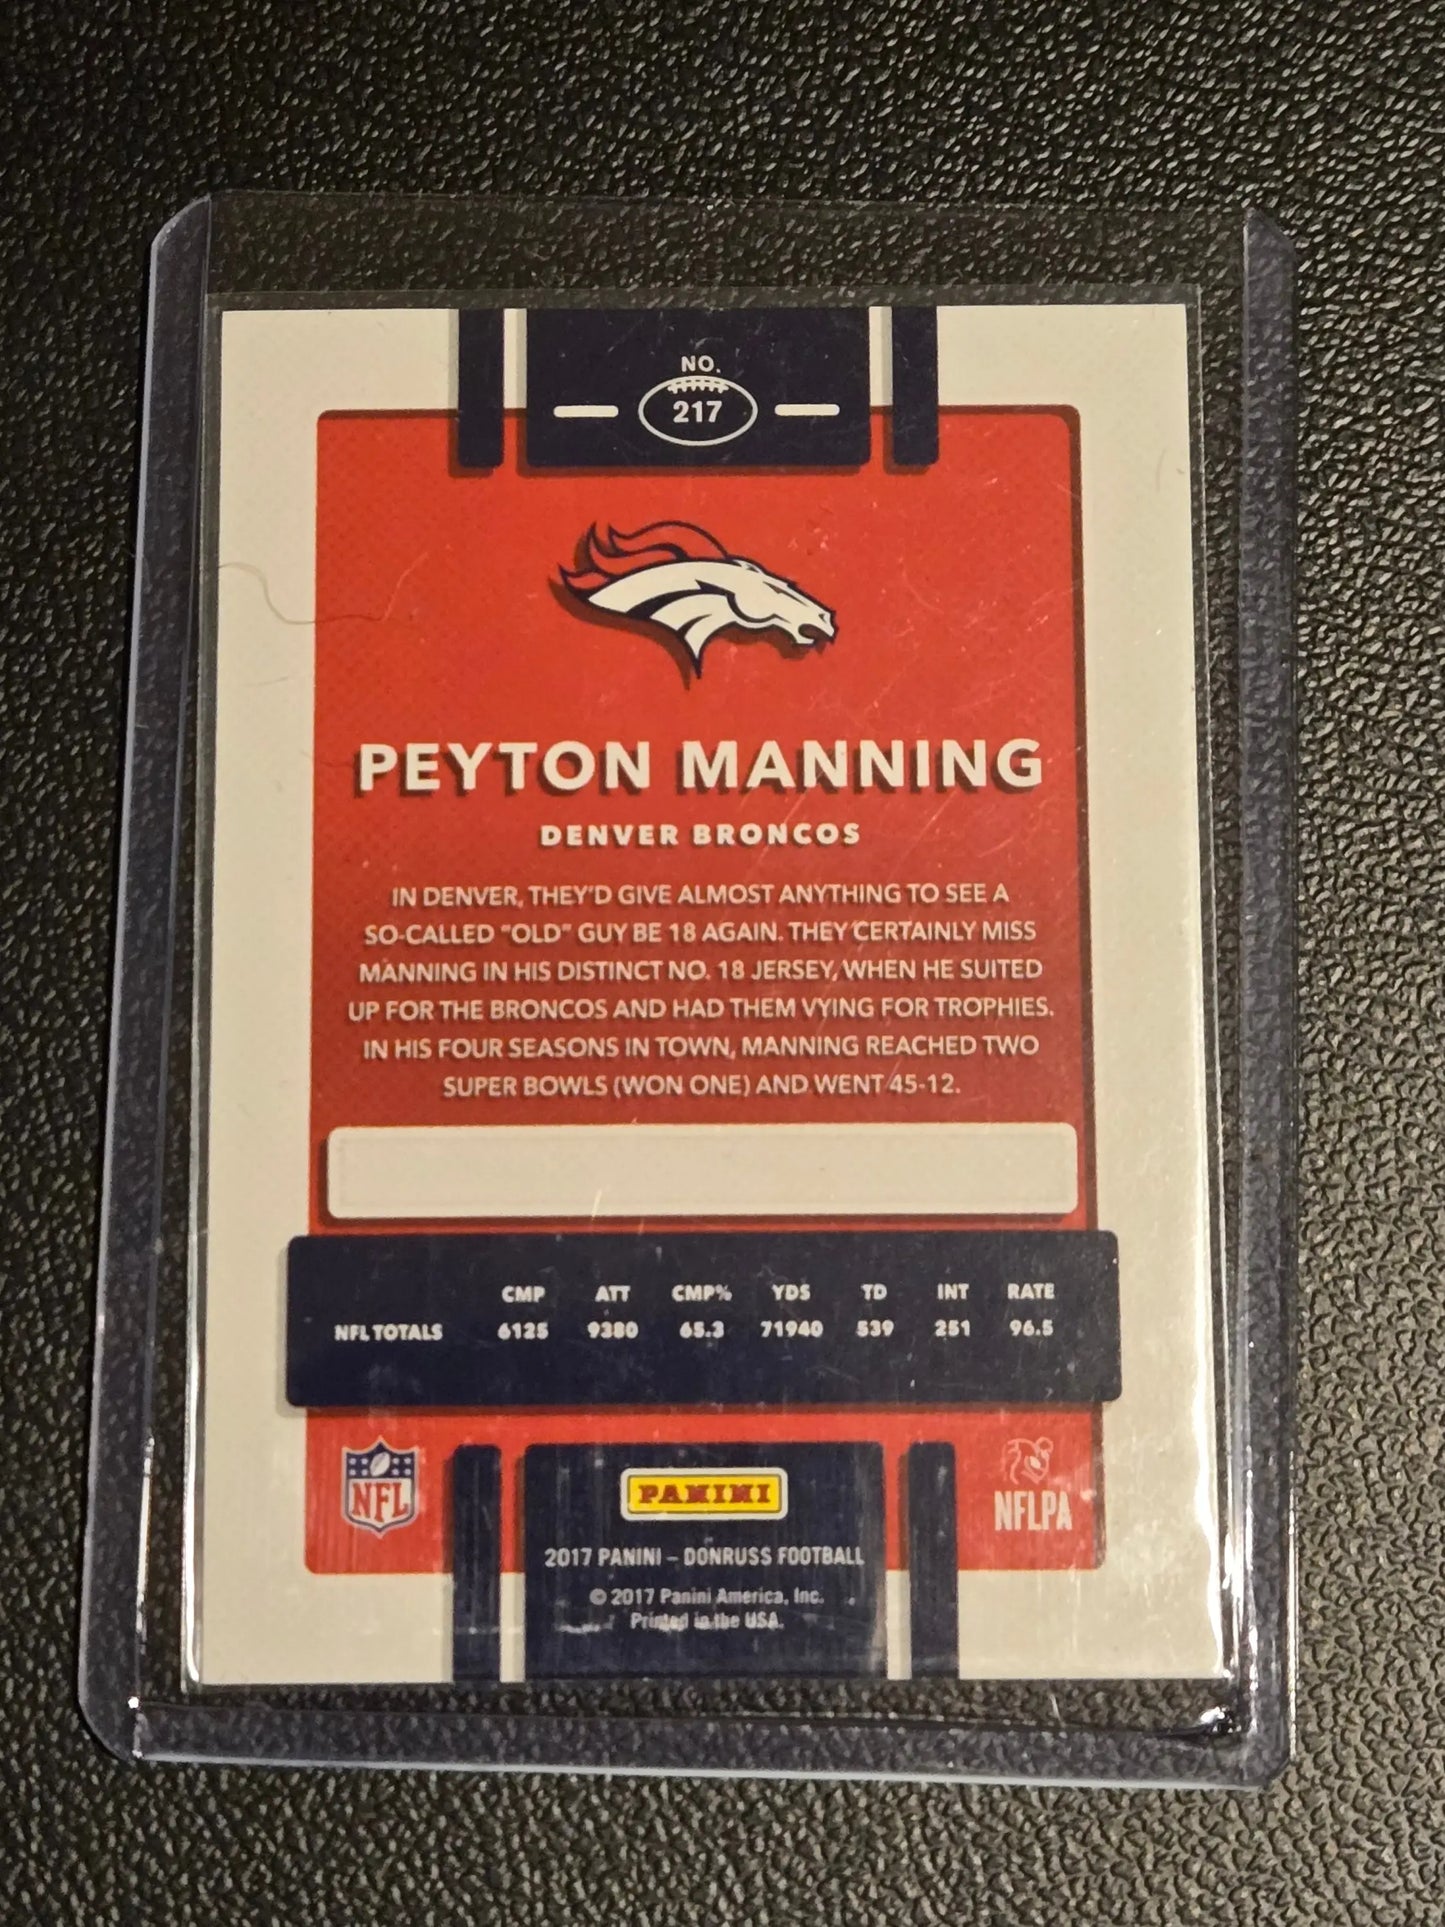 NO.
217
PEYTON MANNING
DENVER BRONCOS
IN DENVER, THEY'D GIVE ALMOST ANYTHING TO SEE A
SO-CALLED "OLD" GUY BE 18 AGAIN. THEY CERTAINLY MISS
MANNING IN HIS DISTINCT NO. 18 JERSEY, WHEN HE SUITED
UP FOR THE BRONCOS AND HAD THEM VYING FOR TROPHIES.
IN HIS FOUR SEASONS IN TOWN, MANNING REACHED TWO
SUPER BOWLS (WON ONE) AND WENT 45-12.
CMP ATT CMP% YDS TD INT RATE
NFL TOTALS 6125 9380 65.3 71940 539 251 96.5
NFL
PANINI
NFLPA
2017 PANINI – DONRUSS FOOTBALL
© 2017 Panini America, Inc.
Printed in the USA.